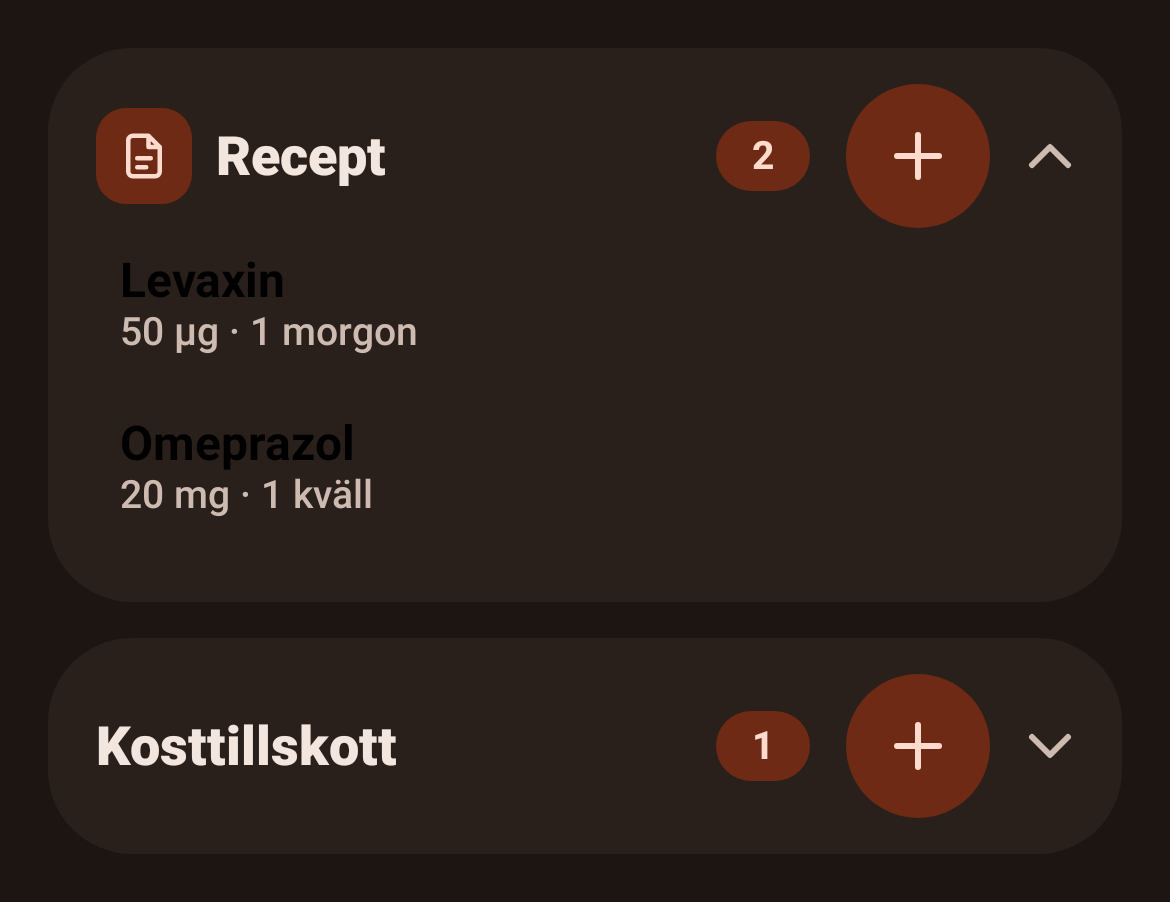 Recept
2
Levaxin
50 µg · 1 morgon
Omeprazol
20 mg · 1 kväll
Kosttillskott
1